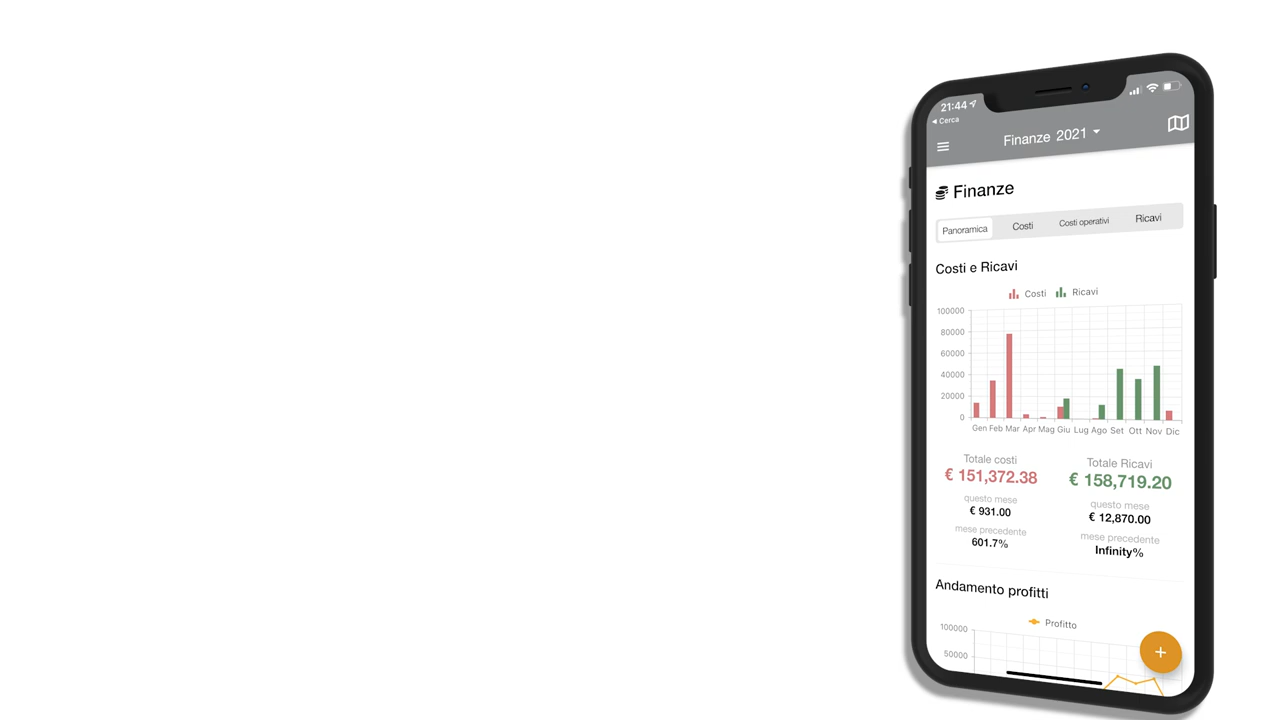 21:44
Cerca
Finanze 2021
Finanze
Panoramica Costi Costi operativi Ricavi
Costi e Ricavi
Costi Ricavi
100000
80000
60000
40000
20000
0
Gen Feb Mar Apr Mag Giu Lug Ago Set Ott Nov Dic
Totale costi Totale Ricavi
€ 151,372.38 € 158,719.20
questo mese questo mese
€ 931.00 € 12,870.00
mese precedente mese precedente
601.7% Infinity%
Andamento profitti
Profitto
100000
50000
+